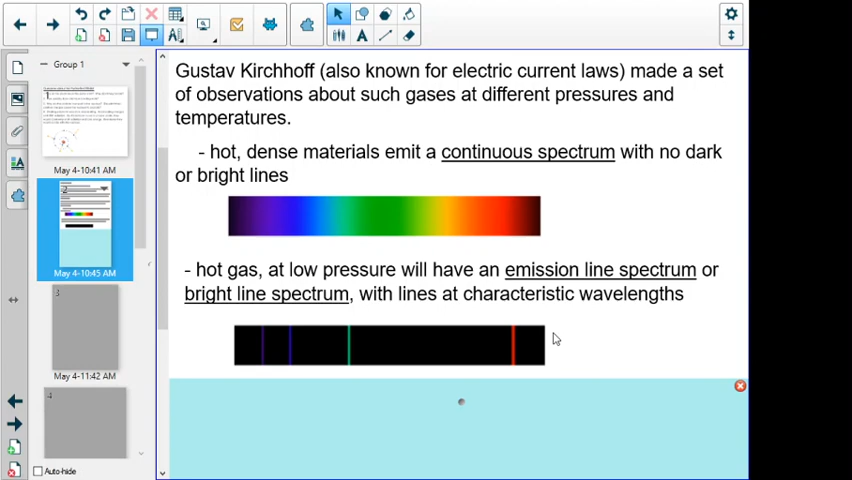 Group 1
May 4-10:41 AM
2
May 4-10:45 AM
3
May 4-11:42 AM
4
Auto-hide
Gustav Kirchhoff (also known for electric current laws) made a set
of observations about such gases at different pressures and
temperatures.
- hot, dense materials emit a continuous spectrum with no dark
or bright lines
- hot gas, at low pressure will have an emission line spectrum or
bright line spectrum, with lines at characteristic wavelengths